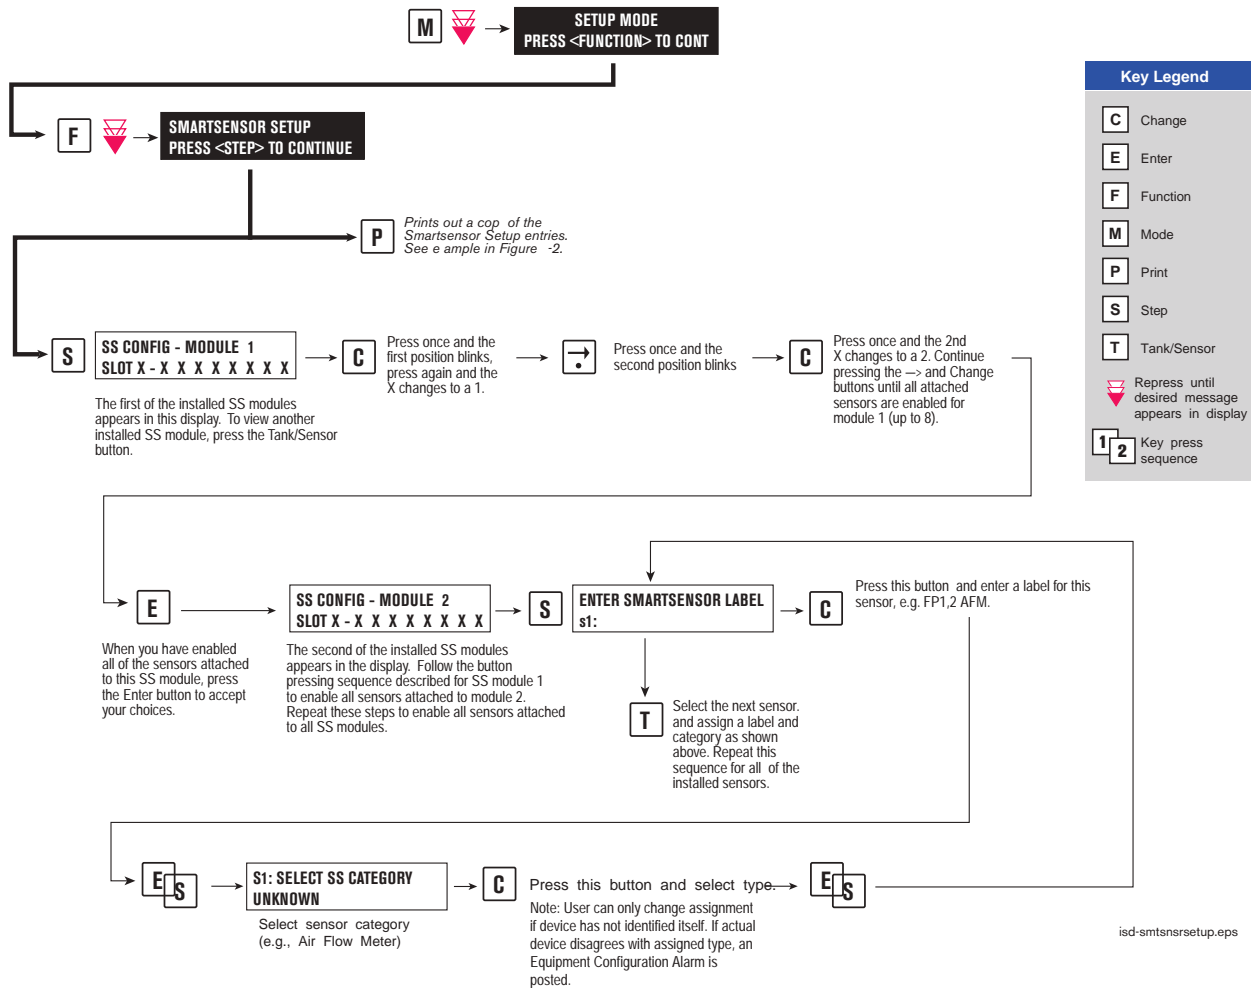 M
SETUP MODE
PRESS <FUNCTION> TO CONT
Key Legend
C Change
E Enter
F Function
M Mode
P Print
S Step
T Tank/Sensor
Repress until
desired message
appears in display
1 2 Key press
sequence
F
SMARTSENSOR SETUP
PRESS <STEP> TO CONTINUE
P
Prints out a cop of the
Smartsensor Setup entries.
See e ample in Figure -2.
S
SS CONFIG - MODULE 1
SLOT X - X X X X X X X X
The first of the installed SS modules
appears in this display. To view another
installed SS module, press the Tank/Sensor
button.
C
Press once and the
first position blinks,
press again and the
X changes to a 1.
Press once and the
second position blinks
C
Press once and the 2nd
X changes to a 2. Continue
pressing the —> and Change
buttons until all attached
sensors are enabled for
module 1 (up to 8).
E
When you have enabled
all of the sensors attached
to this SS module, press
the Enter button to accept
your choices.
SS CONFIG - MODULE 2
SLOT X - X X X X X X X X
The second of the installed SS modules
appears in the display. Follow the button
pressing sequence described for SS module 1
to enable all sensors attached to module 2.
Repeat these steps to enable all sensors attached
to all SS modules.
S
ENTER SMARTSENSOR LABEL
s1:
C
Press this button and enter a label for this
sensor, e.g. FP1,2 AFM.
T
Select the next sensor.
and assign a label and
category as shown
above. Repeat this
sequence for all of the
installed sensors.
E S
S1: SELECT SS CATEGORY
UNKNOWN
Select sensor category
(e.g., Air Flow Meter)
C
Press this button and select type.
Note: User can only change assignment
if device has not identified itself. If actual
device disagrees with assigned type, an
Equipment Configuration Alarm is
posted.
E S
isd-smtsnsrsetup.eps